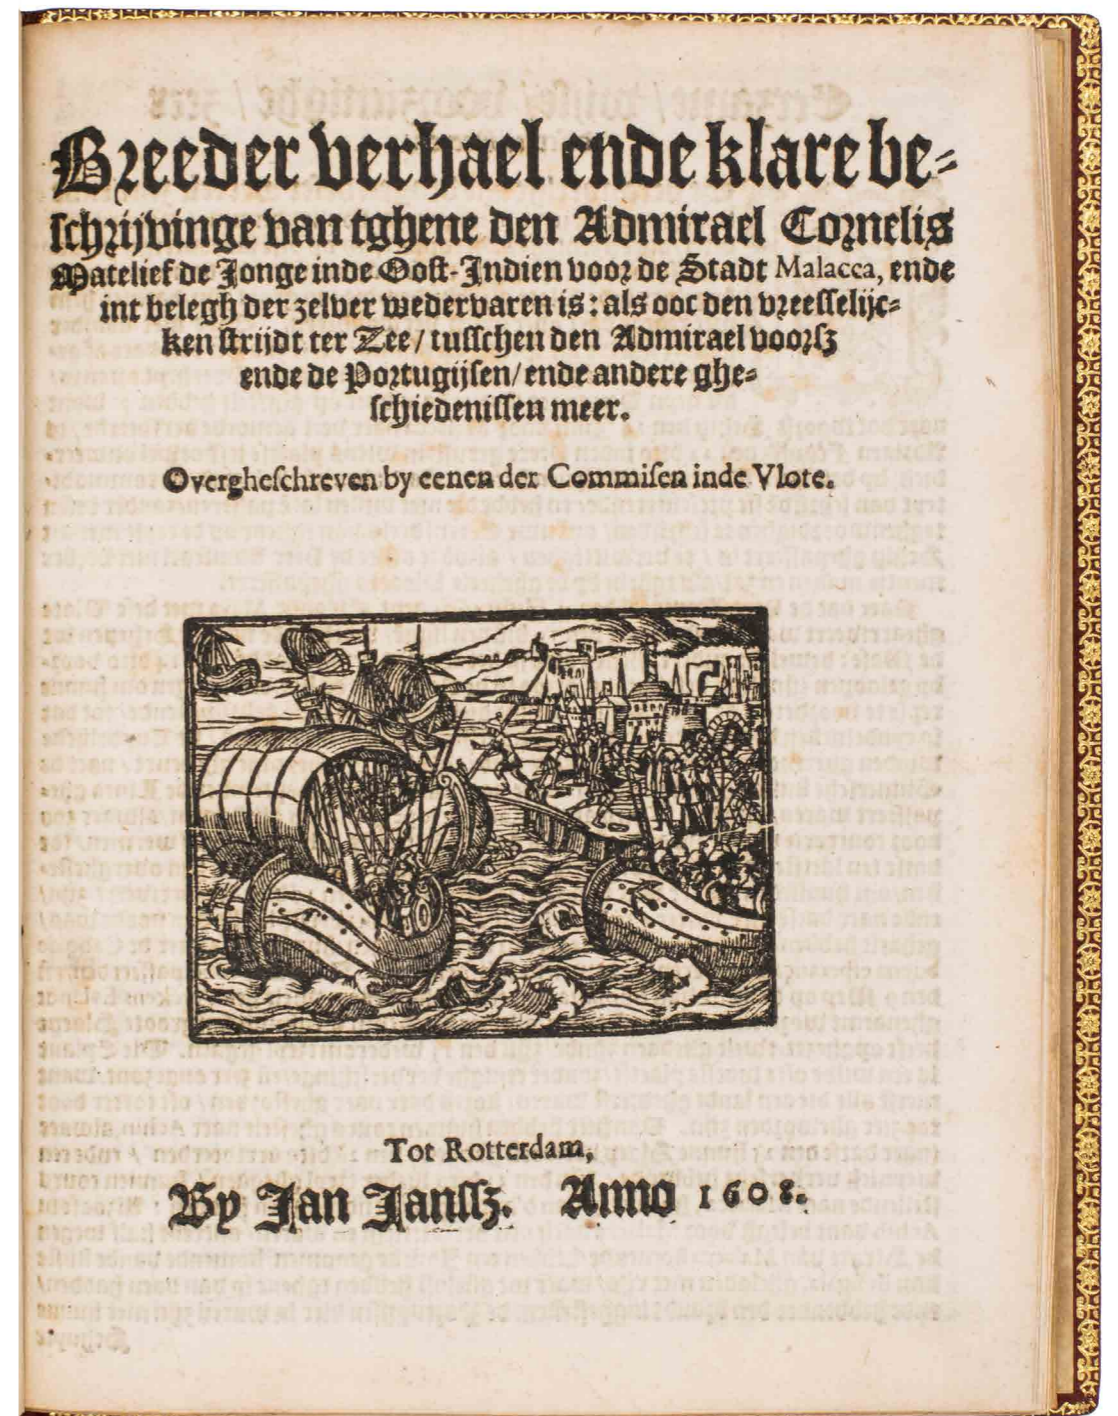 Breeder verhael ende klare be-
schrijvinge van tghene den Admirael Cornelis
Matelief de Jonge inde Oost-Indien voor de Stadt Malacca, ende
int belegh der zelver wedervaren is: als ooc den vreesselijc-
ken strijdt ter Zee/ tusschen den Admirael voorsz
ende de Portugijsen/ ende andere ghe-
schiedenissen meer.
Overgheschreven by eenen der Commisen inde Vlote.
Tot Rotterdam,
By Jan Jansz. Anno 1608.